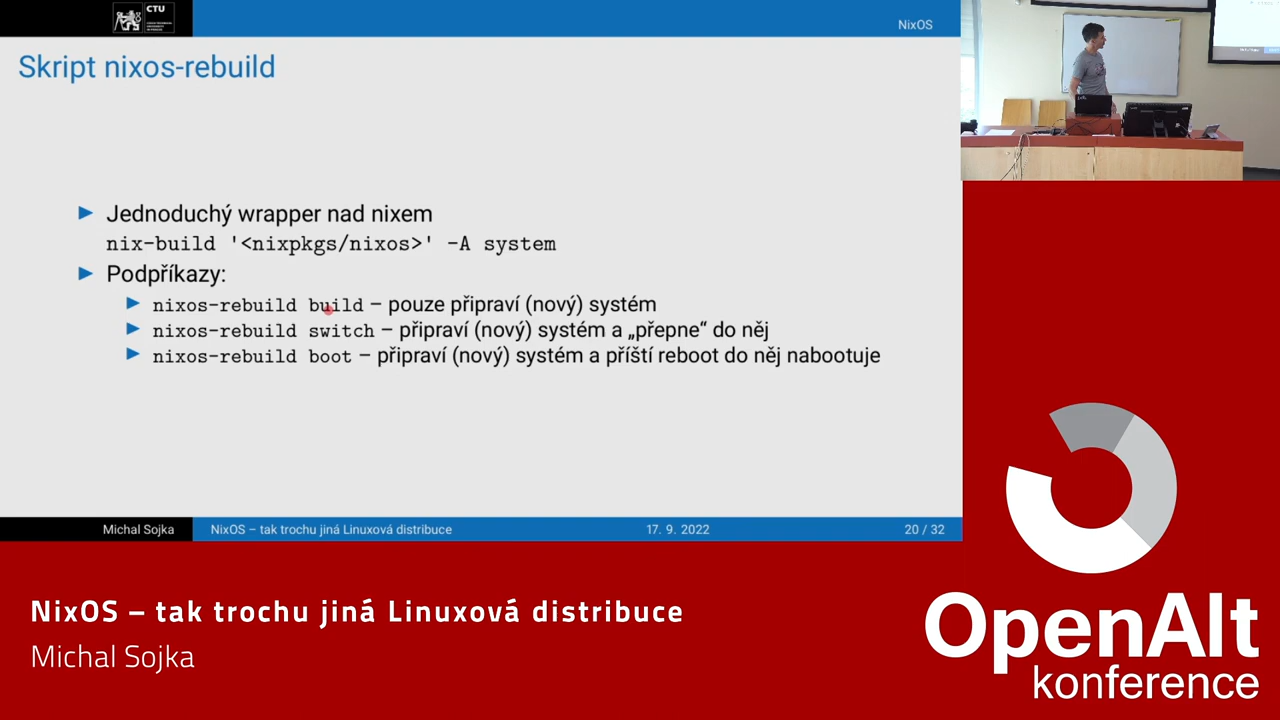 CTU
NixOS
Skript nixos-rebuild
Jednoduchý wrapper nad nixem
nix-build '<nixpkgs/nixos>' -A system
Podpříkazy:
nixos-rebuild build – pouze připraví (nový) systém
nixos-rebuild switch – připraví (nový) systém a „přepne“ do něj
nixos-rebuild boot – připraví (nový) systém a příští reboot do něj nabootuje
Michal Sojka
NixOS – tak trochu jiná Linuxová distribuce
17. 9. 2022
20 / 32
NixOS – tak trochu jiná Linuxová distribuce
Michal Sojka
OpenAlt
konference